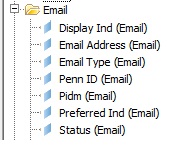 Email
Display Ind (Email)
Email Address (Email)
Email Type (Email)
Penn ID (Email)
Pidm (Email)
Preferred Ind (Email)
Status (Email)